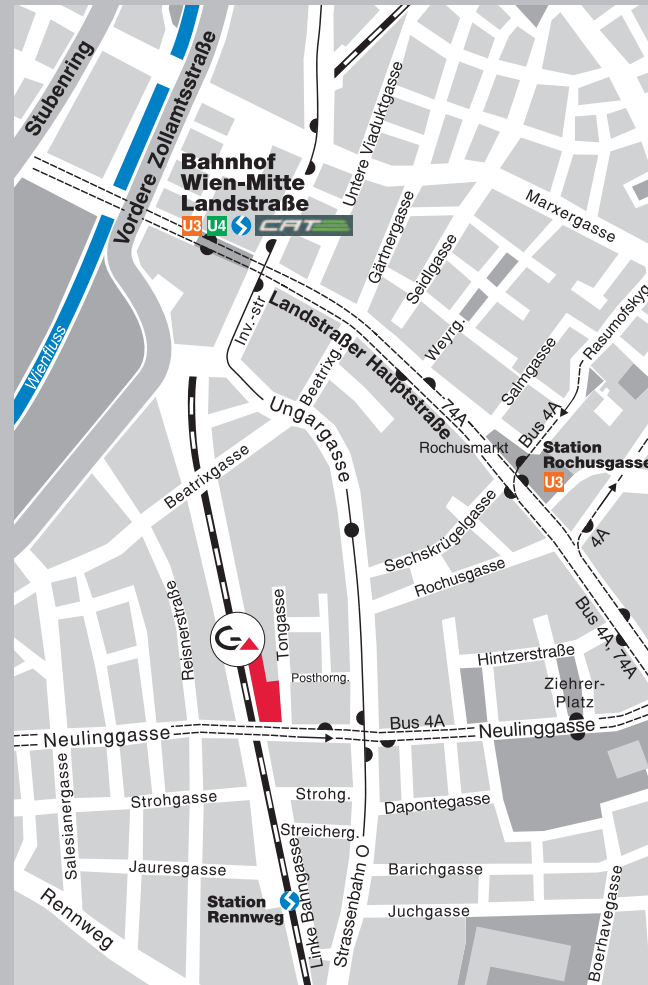 Stubenring
Vordere Zollamtsstraße
Wienfluss
Bahnhof
Wien-Mitte
Landstraße
U3 U4 S CAT
Untere Viaduktgasse
Marxergasse
Gärtnergasse
Seidlgasse
Rasumofskyg
Weyrg.
Salmgasse
Inv.-str
Landstraßer Hauptstraße
Beatrixg.
Ungargasse
74A
Bus 4A
Rochusmarkt
Station
Rochusgasse
U3
Beatrixgasse
Sechskrügelgasse
Rochusgasse
4A
Reisnerstraße
Tongasse
G
Posthorng.
Hintzerstraße
Bus 4A, 74A
Ziehrer-
Platz
Neulinggasse
Bus 4A
Neulinggasse
Salesianergasse
Strohgasse
Strohg.
Dapontegasse
Streicherg.
Jauresgasse
Linke Bahngasse
Strassenbahn O
Barichgasse
Boerhavegasse
Station
Rennweg
S
Juchgasse
Rennweg